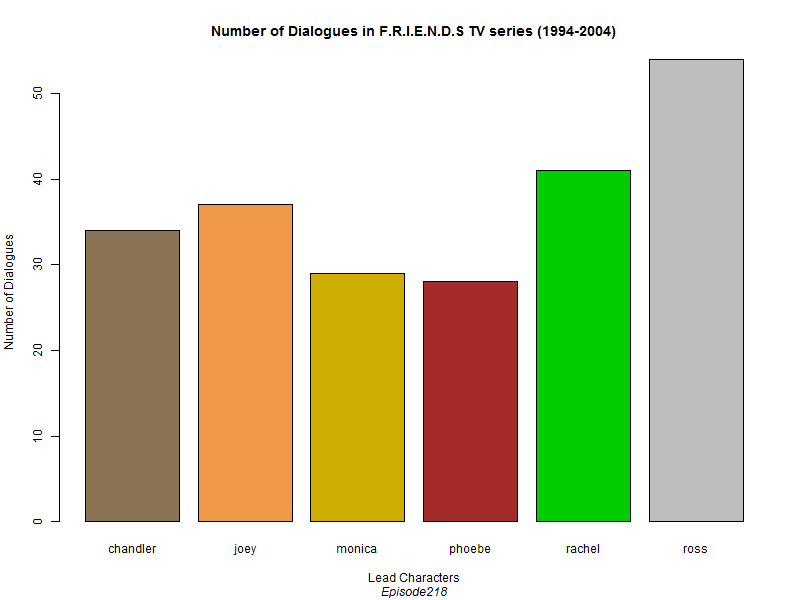 Number of Dialogues in F.R.I.E.N.D.S TV series (1994-2004)
Number of Dialogues
50
40
30
20
10
0
chandler joey monica phoebe rachel ross
Lead Characters
Episode218